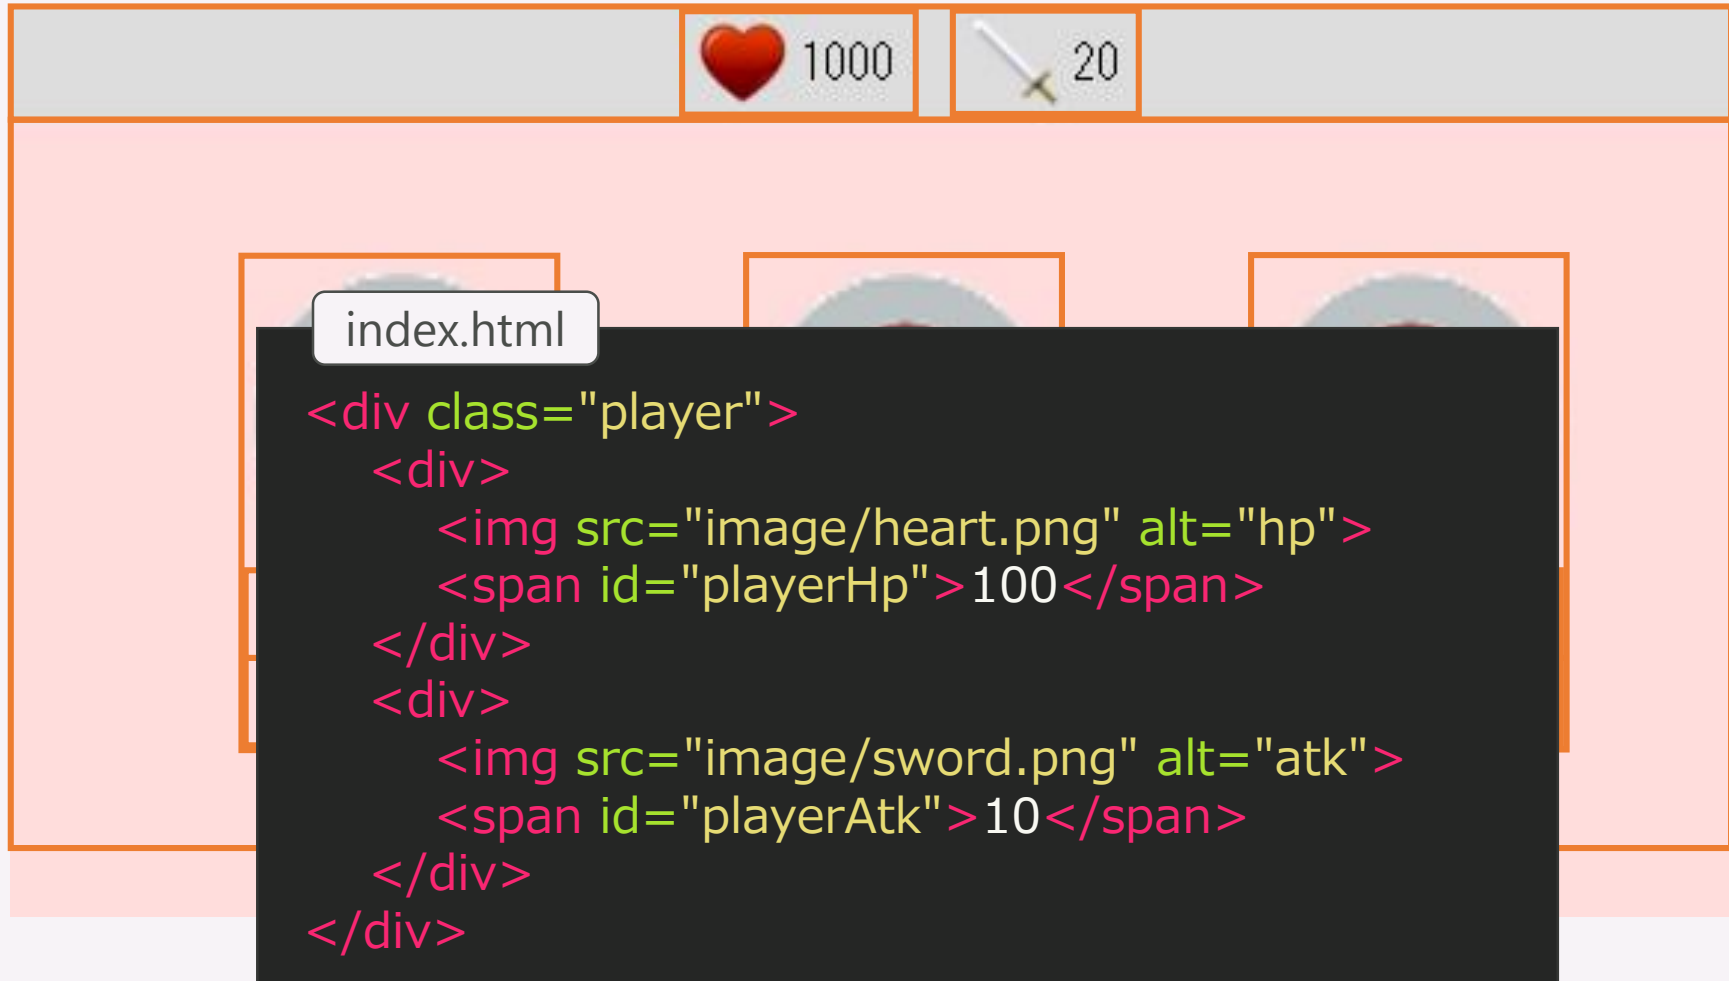 1000 20
index.html
<div class="player">
<div>
<img src="image/heart.png" alt="hp">
<span id="playerHp">100</span>
</div>
<div>
<img src="image/sword.png" alt="atk">
<span id="playerAtk">10</span>
</div>
</div>